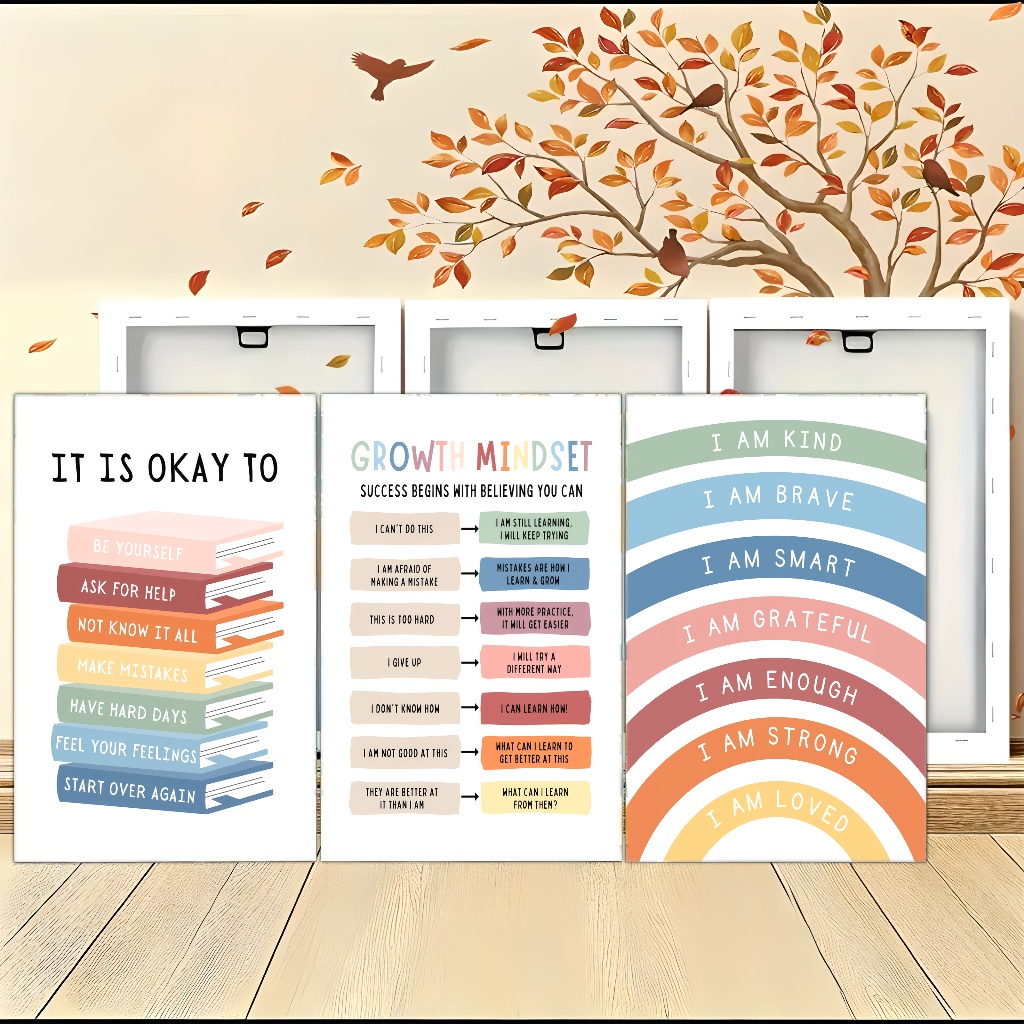 IT IS OKAY TO
BE YOURSELF
ASK FOR HELP
NOT KNOW IT ALL
MAKE MISTAKES
HAVE HARD DAYS
FEEL YOUR FEELINGS
START OVER AGAIN
GROWTH MINDSET
SUCCESS BEGINS WITH BELIEVING YOU CAN
I CAN'T DO THIS
I AM STILL LEARNING,
I WILL KEEP TRYING
I AM AFRAID OF
MAKING A MISTAKE
MISTAKES ARE HOW I
LEARN & GROW
THIS IS TOO HARD
WITH MORE PRACTICE,
IT WILL GET EASIER
I GIVE UP
I WILL TRY A
DIFFERENT WAY
I DON'T KNOW HOW
I CAN LEARN HOW!
I AM NOT GOOD AT THIS
WHAT CAN I LEARN TO
GET BETTER AT THIS
THEY ARE BETTER AT
IT THAN I AM
WHAT CAN I LEARN
FROM THEM?
I AM KIND
I AM BRAVE
I AM SMART
I AM GRATEFUL
I AM ENOUGH
I AM STRONG
I AM LOVED